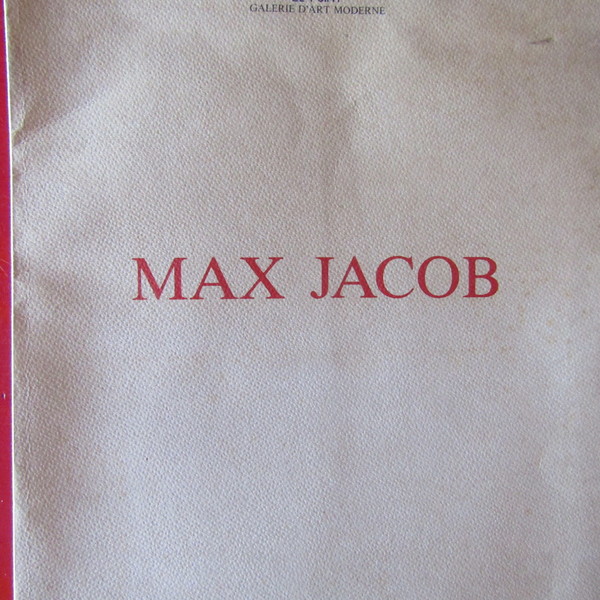 GALERIE D'ART MODERNE
MAX JACOB